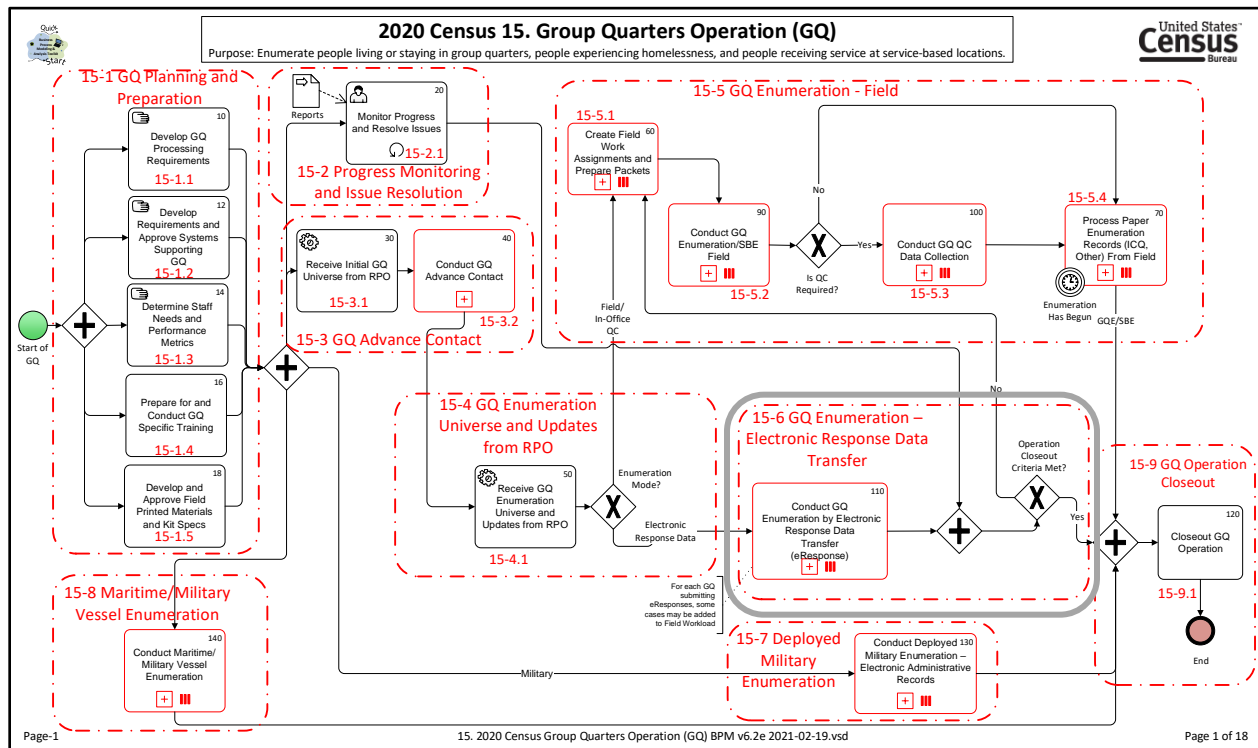 2020 Census 15. Group Quarters Operation (GQ)
Purpose: Enumerate people living or staying in group quarters, people experiencing homelessness, and people receiving service at service-based locations.
Quick
Start
United States
Census
Bureau
15-1 GQ Planning and
Preparation
10
Develop GQ
Processing
Requirements
15-1.1
12
Develop
Requirements and
Approve Systems
Supporting
GQ
15-1.2
14
Determine Staff
Needs and
Performance
Metrics
15-1.3
16
Prepare for and
Conduct GQ
Specific Training
15-1.4
18
Develop and
Approve Field
Printed Materials
and Kit Specs
15-1.5
Start of
GQ
Reports
20
Monitor Progress
and Resolve Issues
15-2.1
15-2 Progress Monitoring
and Issue Resolution
30
Receive Initial GQ
Universe from RPO
15-3.1
40
Conduct GQ
Advance Contact
15-3.2
15-3 GQ Advance Contact
15-4 GQ Enumeration
Universe and Updates
from RPO
50
Receive GQ
Enumeration
Universe and
Updates from RPO
15-4.1
Enumeration
Mode?
Field/
In-Office
QC
Electronic
Response Data
15-5 GQ Enumeration - Field
15-5.1
60
Create Field
Work
Assignments and
Prepare Packets
90
Conduct GQ
Enumeration/SBE
Field
15-5.2
No
Is QC
Required?
Yes
100
Conduct GQ QC
Data Collection
15-5.3
15-5.4
70
Process Paper
Enumeration
Records (ICQ,
Other) From Field
Enumeration
Has Begun
GQE/SBE
15-6 GQ Enumeration –
Electronic Response Data
Transfer
110
Conduct GQ
Enumeration by Electronic
Response Data
Transfer
(eResponse)
For each GQ
submitting
eResponses, some
cases may be added
to Field Workload
No
Operation
Closeout
Criteria Met?
Yes
15-7 Deployed
Military
Enumeration
130
Conduct Deployed
Military Enumeration –
Electronic Administrative
Records
Military
15-8 Maritime/Military
Vessel Enumeration
140
Conduct Maritime/
Military Vessel
Enumeration
15-9 GQ Operation
Closeout
120
Closeout GQ
Operation
15-9.1
End
Page-1
15. 2020 Census Group Quarters Operation (GQ) BPM v6.2e 2021-02-19.vsd
Page 1 of 18